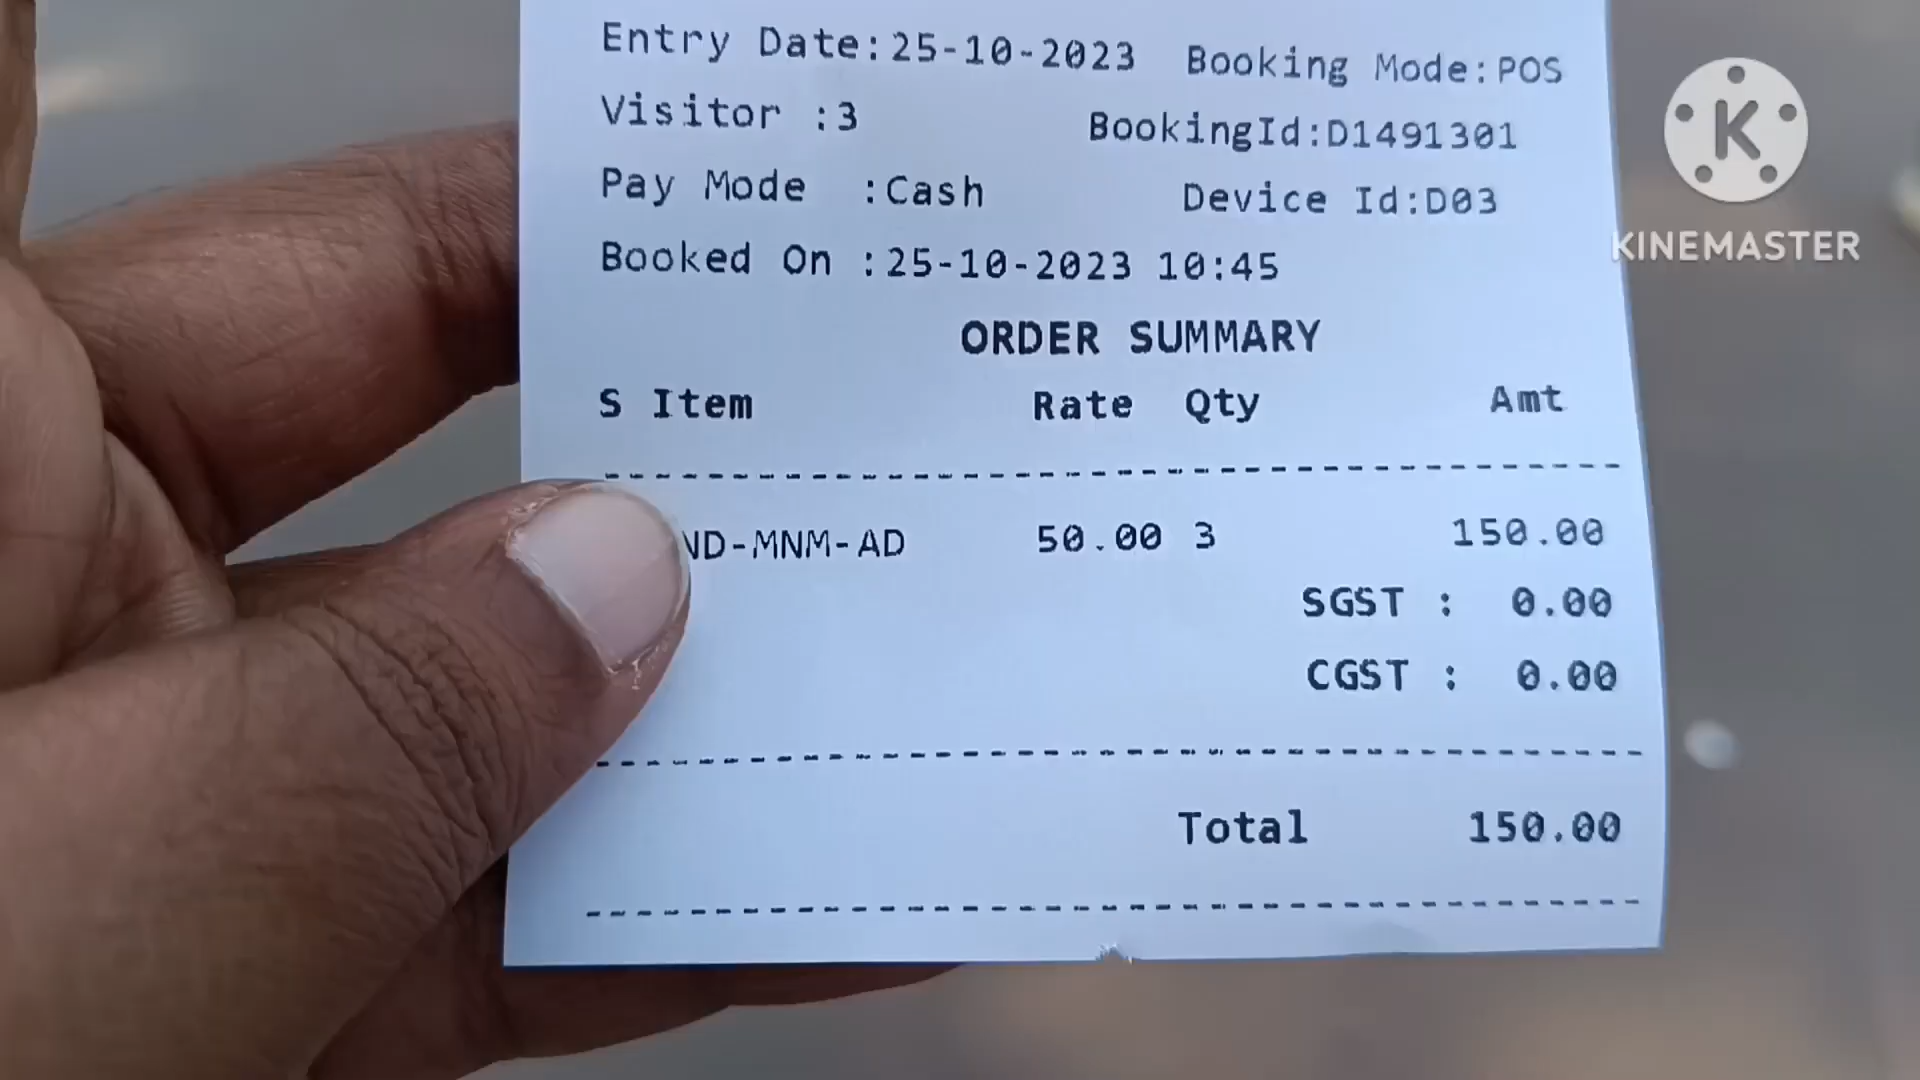 Entry Date:25-10-2023 Booking Mode:POS
Visitor :3 BookingId:D1491301
Pay Mode :Cash Device Id:D03
Booked On :25-10-2023 10:45
ORDER SUMMARY
S Item Rate Qty Amt
ND-MNM-AD 50.00 3 150.00
SGST : 0.00
CGST : 0.00
Total 150.00
K
KINEMASTER